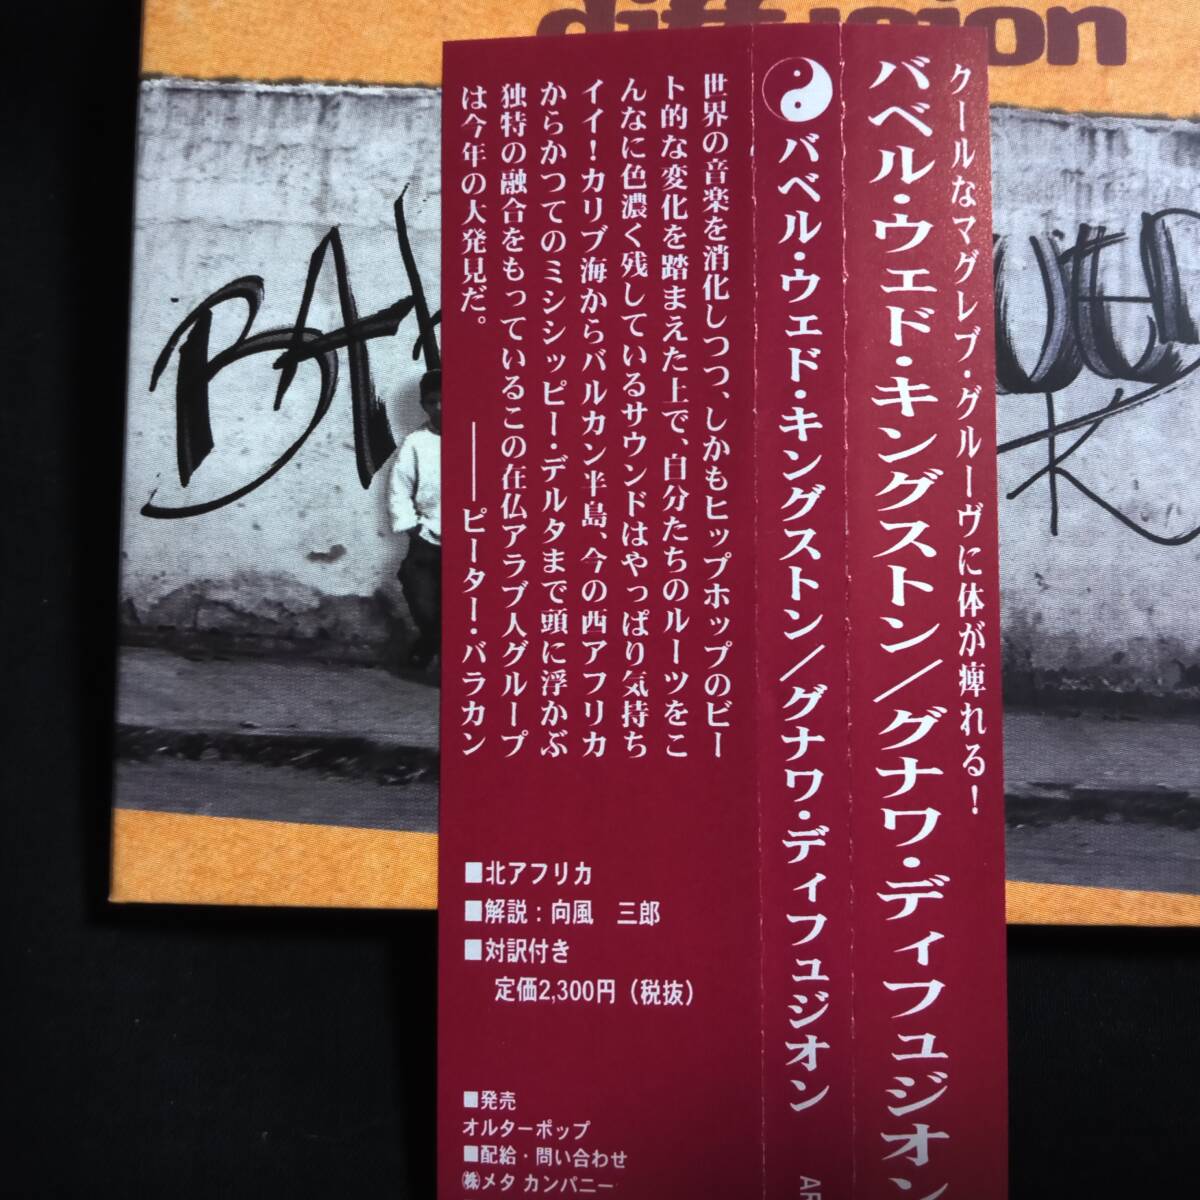 diffusion
クールなマグレブ・グルーヴに体が痺れる！
バベル・ウェド・キングストン／グナワ・ディフュジオン
バベル・ウェド・キングストン／グナワ・ディフュジオン
世界の音楽を消化しつつ、しかもヒップホップのビー
ト的な変化を踏まえた上で、自分たちのルーツをこ
んなに色濃く残しているサウンドはやっぱり気持ち
イイ！カリブ海からバルカン半島、今の西アフリカ
からかつてのミシシッピー・デルタまで頭に浮かぶ
独特の融合をもっているこの在仏アラブ人グループ
は今年の大発見だ。
――ピーター・バラカン
■北アフリカ
■解説：向風　三郎
■対訳付き
定価2,300円（税抜）
■発売
オルターポップ
■配給・問い合わせ
㈱メタ カンパニー
BAb
UED
K